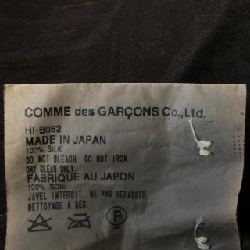 COMME des GARÇONS Co.,Ltd.
HI-B082
MADE IN JAPAN
100% SILK
DO NOT BLEACH. DO NOT IRON.
DRY CLEAN ONLY.
FABRIQUE AU JAPON
100% SOIE
JAVEL INTERDIT. NE PAS REPASSER.
NETTOYAGE A SEC